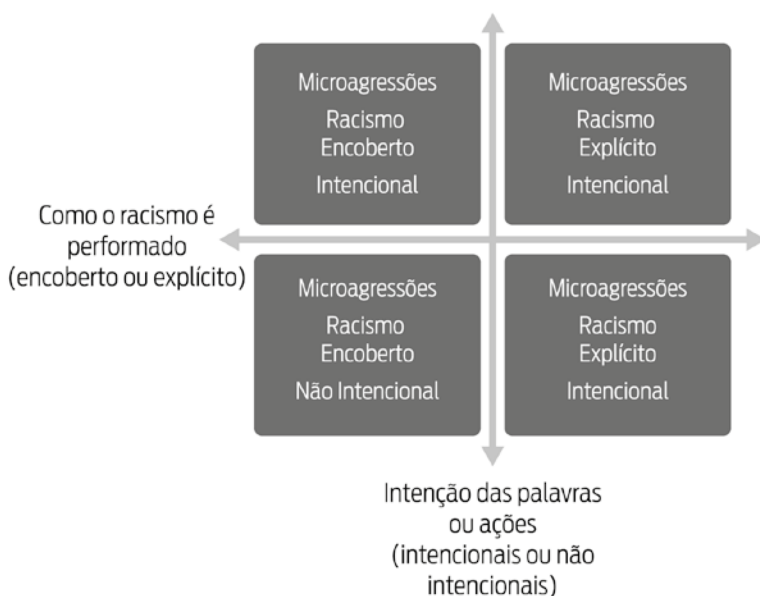 Microagressões
Racismo
Encoberto
Intencional
Microagressões
Racismo
Explícito
Intencional
Como o racismo é
performado
(encoberto ou explícito)
Microagressões
Racismo
Encoberto
Não Intencional
Microagressões
Racismo
Explícito
Intencional
Intenção das palavras
ou ações
(intencionais ou não
intencionais)